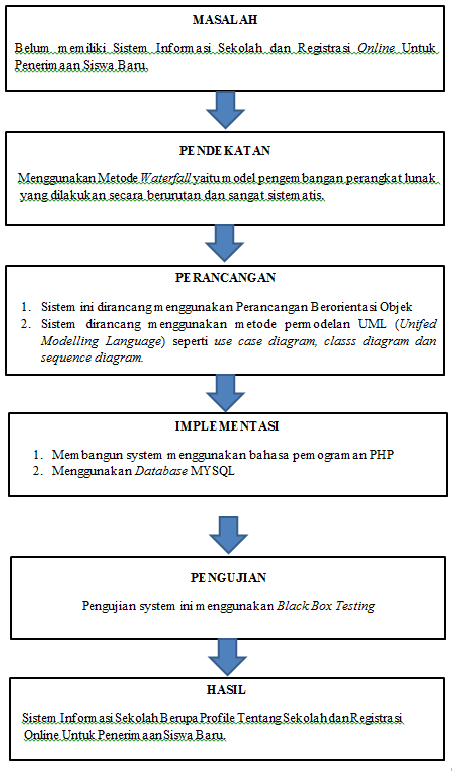 MASALAH
Belum memiliki Sistem Informasi Sekolah dan Registrasi Online Untuk
Penerimaan Siswa Baru.
PENDEKATAN
Menggunakan Metode Waterfall yaitu model pengembangan perangkat lunak
yang dilakukan secara berurutan dan sangat sistematis.
PERANCANGAN
1. Sistem ini dirancang menggunakan Perancangan Berorientasi Objek
2. Sistem dirancang menggunakan metode permodelan UML (Unifed
Modelling Language) seperti use case diagram, classs diagram dan
sequence diagram.
IMPLEMENTASI
1. Membangun system menggunakan bahasa pemograman PHP
2. Menggunakan Database MYSQL
PENGUJIAN
Pengujian system ini menggunakan Black Box Testing
HASIL
Sistem Informasi Sekolah Berupa Profile Tentang Sekolah dan Registrasi
Online Untuk Penerimaan Siswa Baru.